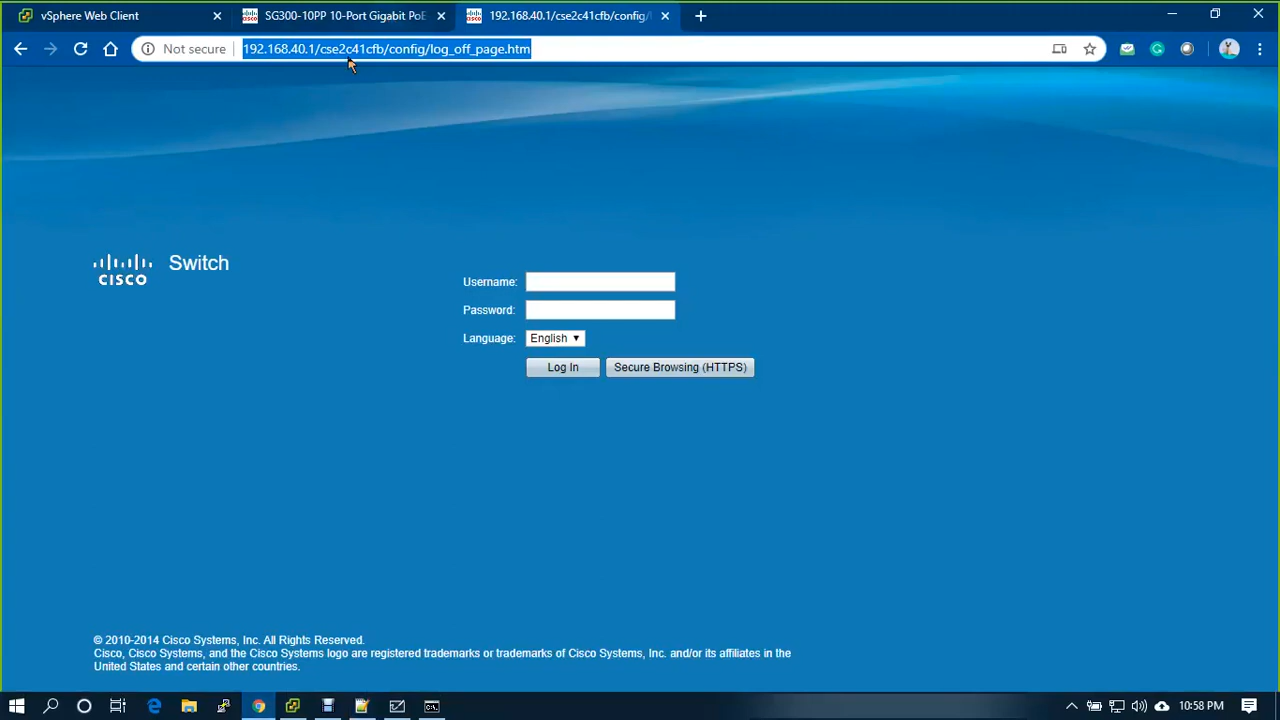 vSphere Web Client
SG300-10PP 10-Port Gigabit PoE
192.168.40.1/cse2c41cfb/config/l
Not secure
192.168.40.1/cse2c41cfb/config/log_off_page.htm
CISCO
Switch
Username:
Password:
Language:
English
Log In
Secure Browsing (HTTPS)
© 2010-2014 Cisco Systems, Inc. All Rights Reserved.
Cisco, Cisco Systems, and the Cisco Systems logo are registered trademarks or trademarks of Cisco Systems, Inc. and/or its affiliates in the
United States and certain other countries.
10:58 PM